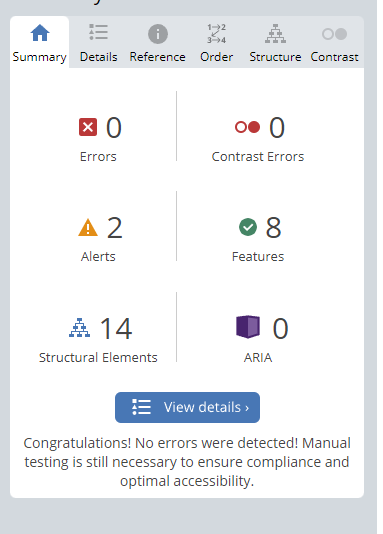 Summary Details Reference Order Structure Contrast
0 0
Errors Contrast Errors
2 8
Alerts Features
14 0
Structural Elements ARIA
View details ›
Congratulations! No errors were detected! Manual
testing is still necessary to ensure compliance and
optimal accessibility.